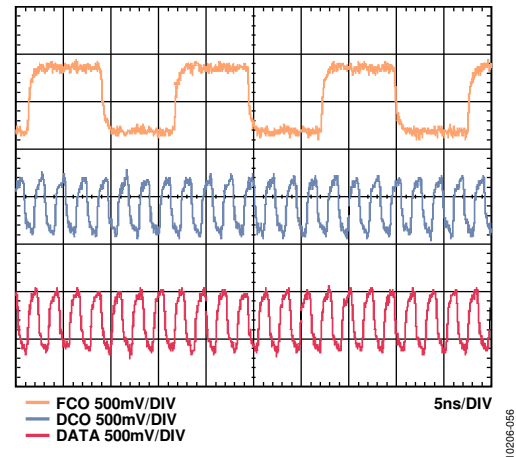 FCO 500mV/DIV
DCO 500mV/DIV
DATA 500mV/DIV
5ns/DIV
10206-056